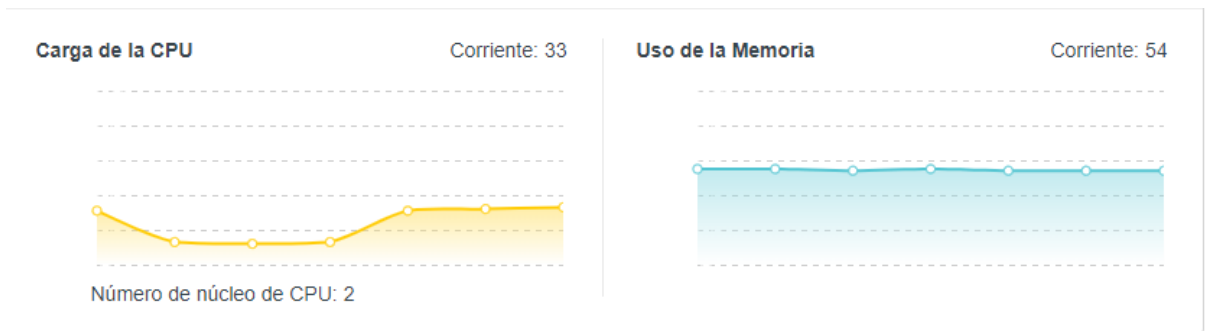 Carga de la CPU
Corriente: 33
Número de núcleo de CPU: 2
Uso de la Memoria
Corriente: 54